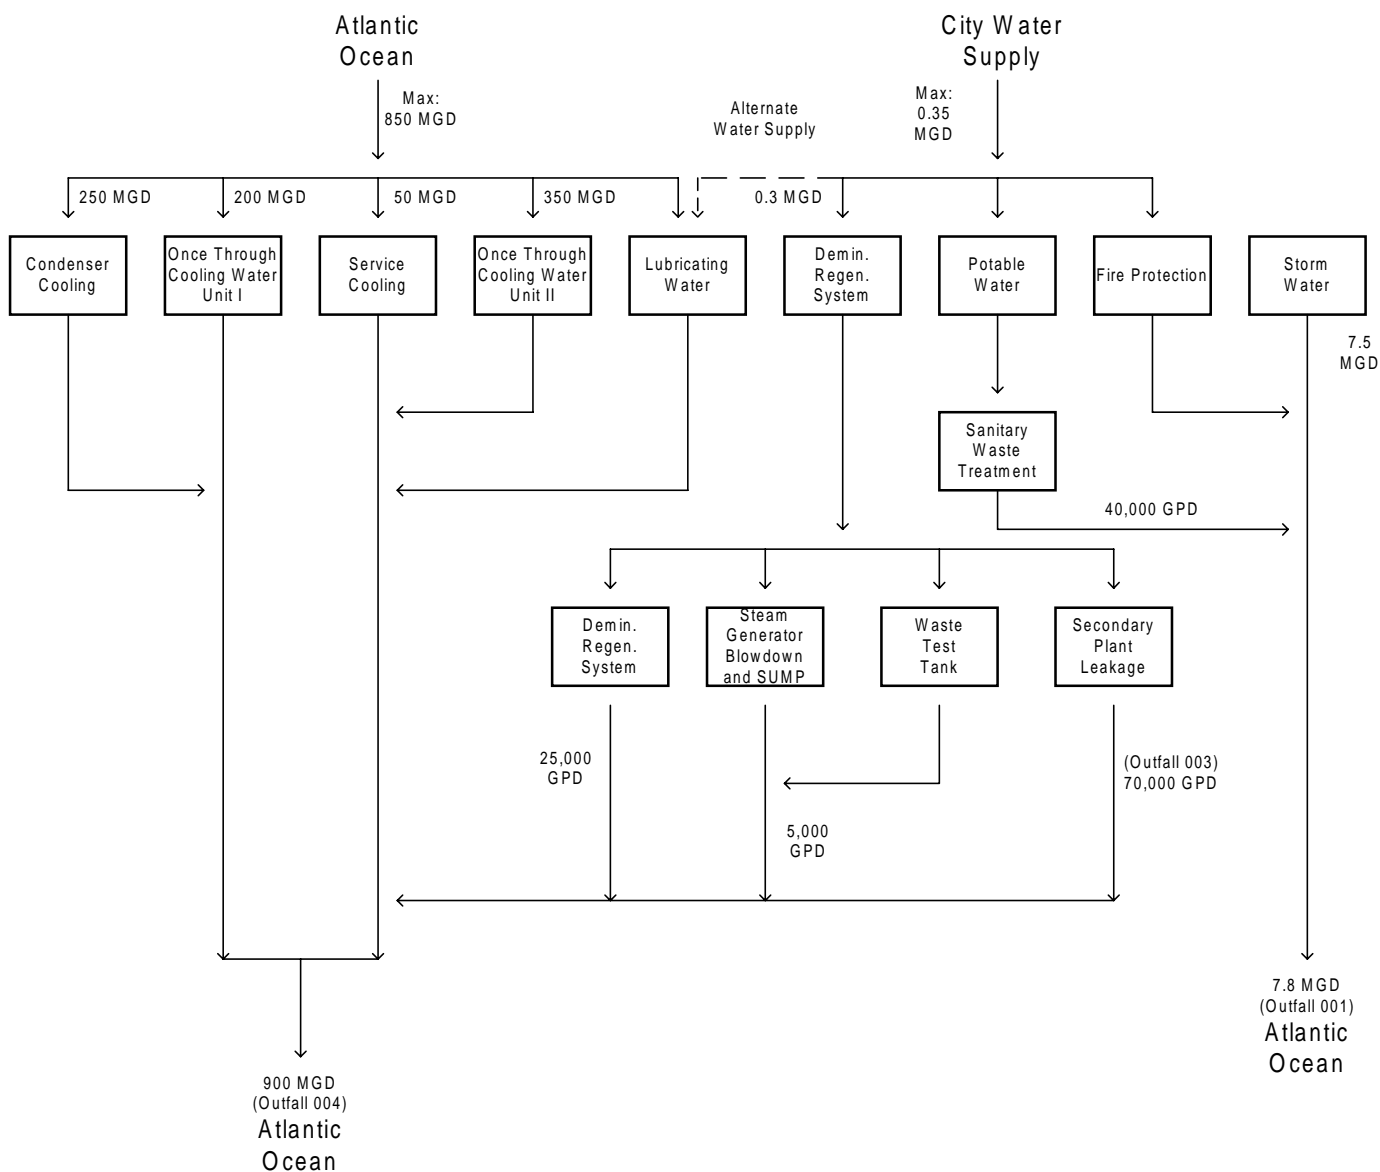 Atlantic
Ocean
City Water
Supply
Max:
850 MGD
Alternate
Water Supply
Max:
0.35
MGD
250 MGD
200 MGD
50 MGD
350 MGD
0.3 MGD
Condenser
Cooling
Once Through
Cooling Water
Unit I
Service
Cooling
Once Through
Cooling Water
Unit II
Lubricating
Water
Demin.
Regen.
System
Potable
Water
Fire Protection
Storm
Water
7.5
MGD
Sanitary
Waste
Treatment
40,000 GPD
Demin.
Regen.
System
Steam
Generator
Blowdown
and SUMP
Waste
Test
Tank
Secondary
Plant
Leakage
25,000
GPD
5,000
GPD
(Outfall 003)
70,000 GPD
7.8 MGD
(Outfall 001)
Atlantic
Ocean
900 MGD
(Outfall 004)
Atlantic
Ocean